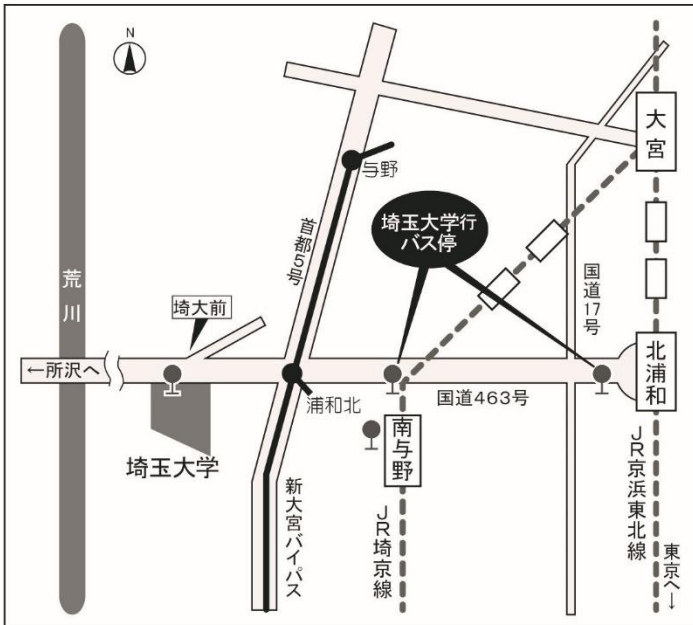 N
大宮
与野
首都5号
埼玉大学行
バス停
国道17号
荒川
埼大前
←所沢へ
北浦和
浦和北
国道463号
南与野
埼玉大学
新大宮バイパス
JR埼京線
JR京浜東北線
東京へ→